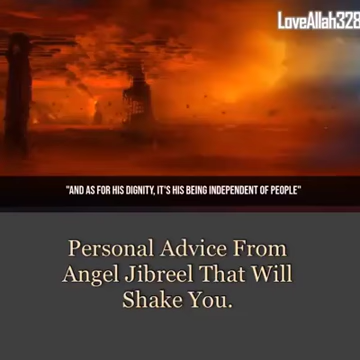 LoveAllah328
"AND AS FOR HIS DIGNITY, IT'S HIS BEING INDEPENDENT OF PEOPLE"
Personal Advice From
Angel Jibreel That Will
Shake You.